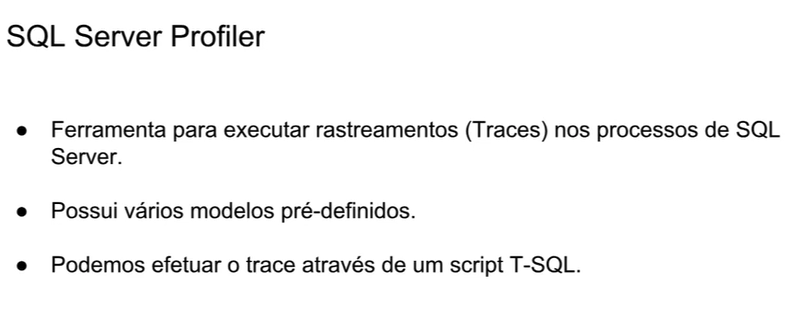 SQL Server Profiler
● Ferramenta para executar rastreamentos (Traces) nos processos de SQL
Server.
● Possui vários modelos pré-definidos.
● Podemos efetuar o trace através de um script T-SQL.